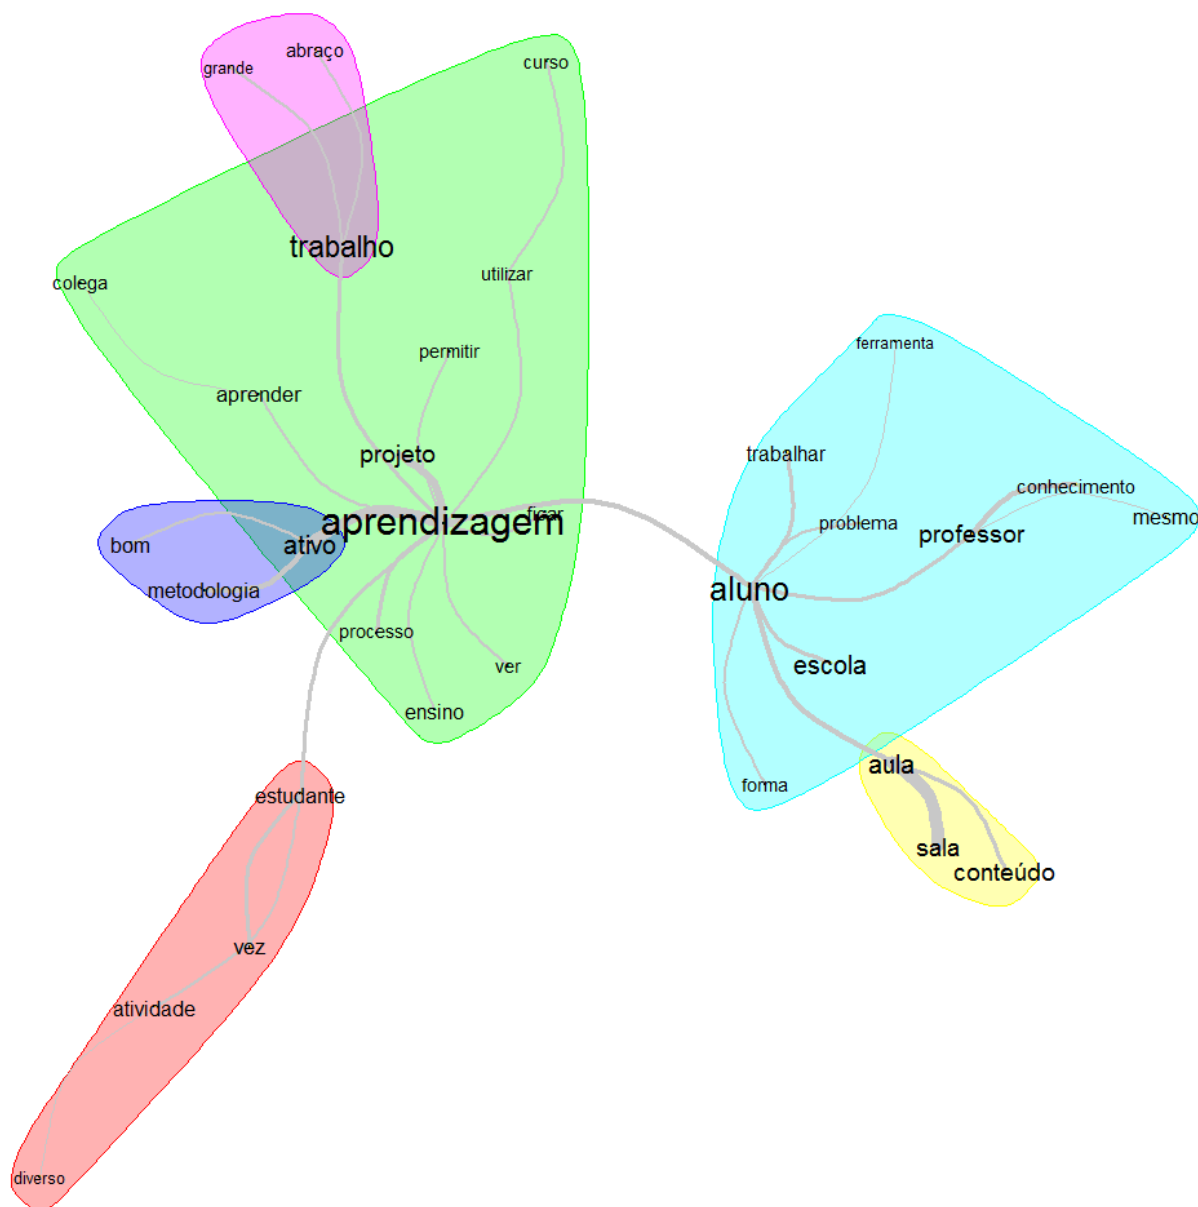 abraço
grande
curso
trabalho
utilizar
colega
ferramenta
permitir
aprender
trabalhar
projeto
conhecimento
mesmo
ficar
aprendizagem
problema
professor
bom
ativo
metodologia
aluno
processo
ver
escola
ensino
aula
forma
estudante
sala
conteúdo
vez
atividade
diverso